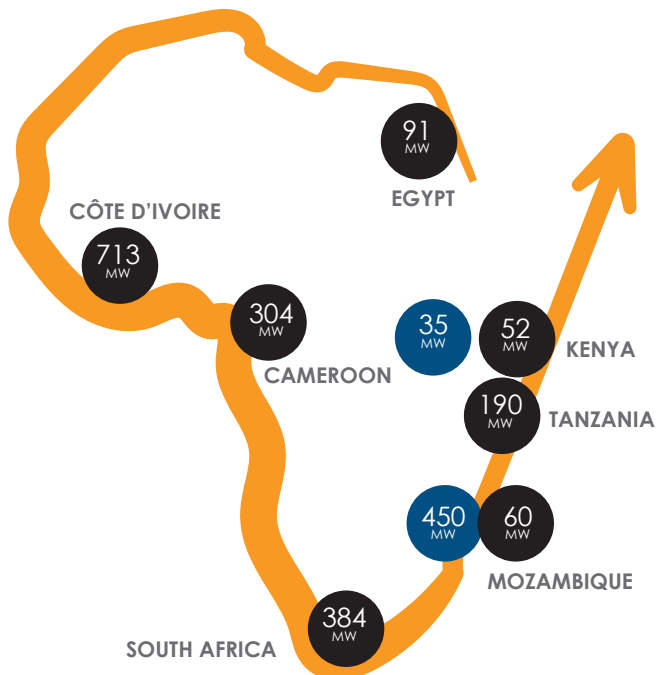 91
MW
EGYPT
CÔTE D'IVOIRE
713
MW
304
MW
CAMEROON
35
MW
52
MW
KENYA
190
MW
TANZANIA
450
MW
60
MW
MOZAMBIQUE
384
MW
SOUTH AFRICA